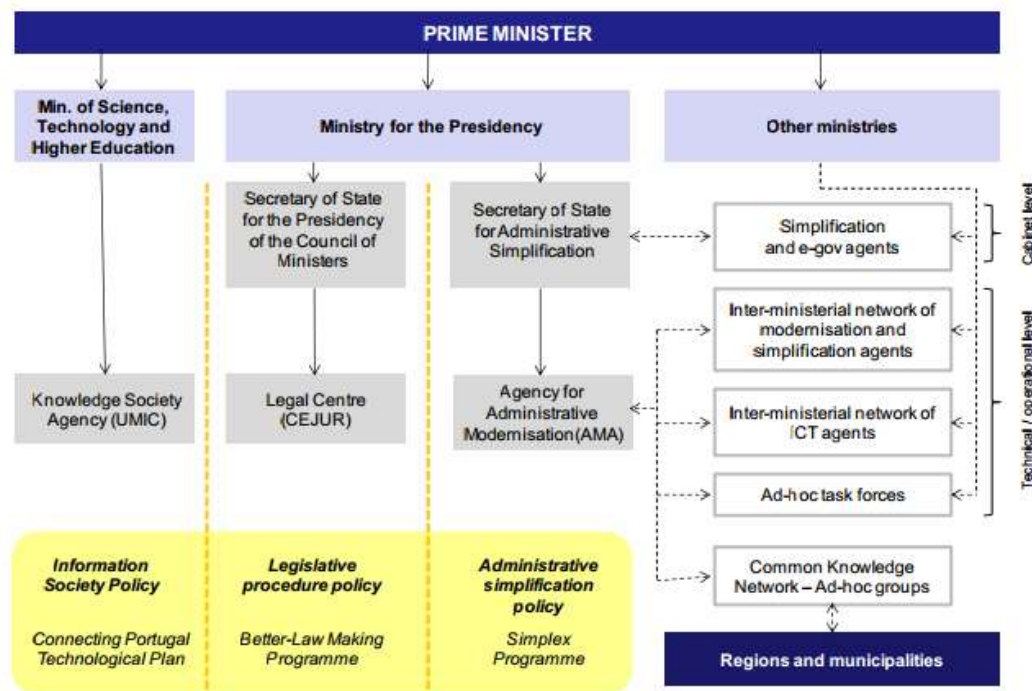 PRIME MINISTER
Min. of Science,
Technology and
Higher Education
Ministry for the Presidency
Other ministries
Secretary of State
for the Presidency
of the Council of
Ministers
Secretary of State
for Administrative
Simplification
Simplification
and e-gov agents
Cabinet level
Inter-ministerial network of
modernisation and
simplification agents
Technical / operational level
Knowledge Society
Agency (UMIC)
Legal Centre
(CEJUR)
Agency for
Administrative
Modernisation (AMA)
Inter-ministerial network of
ICT agents
Ad-hoc task forces
Common Knowledge
Network – Ad-hoc groups
Regions and municipalities
Information
Society Policy
Connecting Portugal
Technological Plan
Legislative
procedure policy
Better-Law Making
Programme
Administrative
simplification
policy
Simplex
Programme